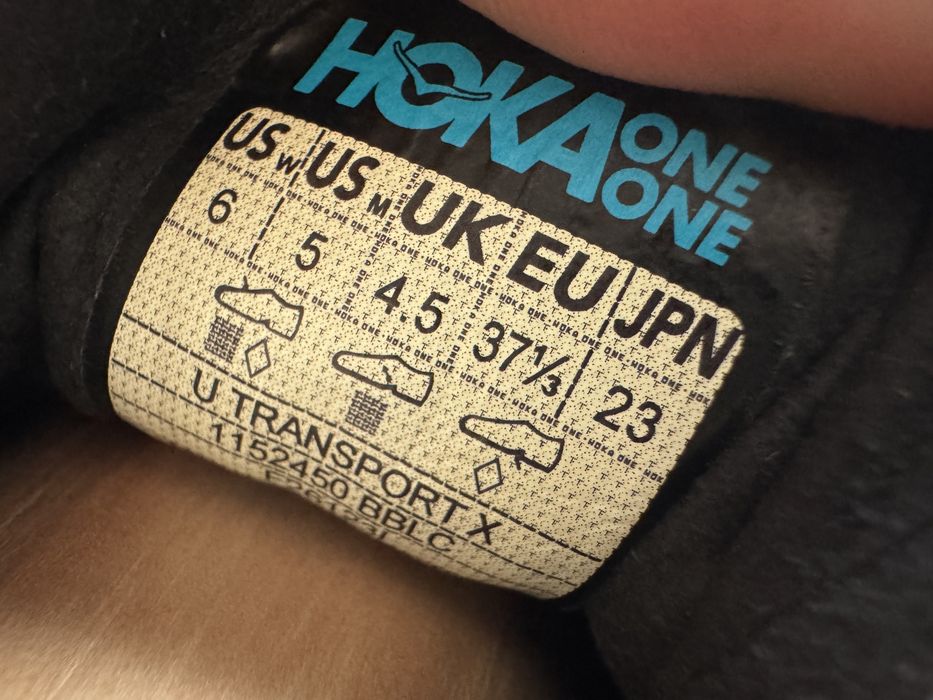 HOKA ONE ONE
US W US M UK EU JPN
6 5 4.5 37⅓ 23
U TRANSPORT X
1152450 BBLC